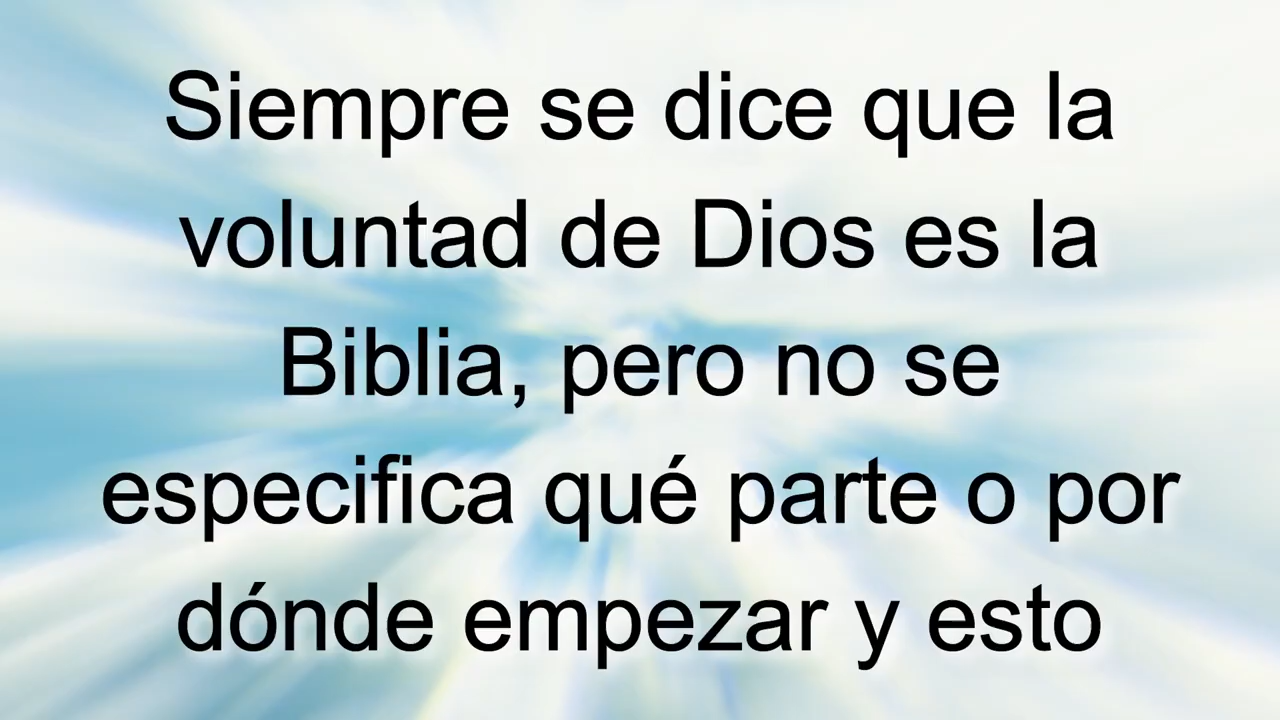 Siempre se dice que la
voluntad de Dios es la
Biblia, pero no se
especifica qué parte o por
dónde empezar y esto